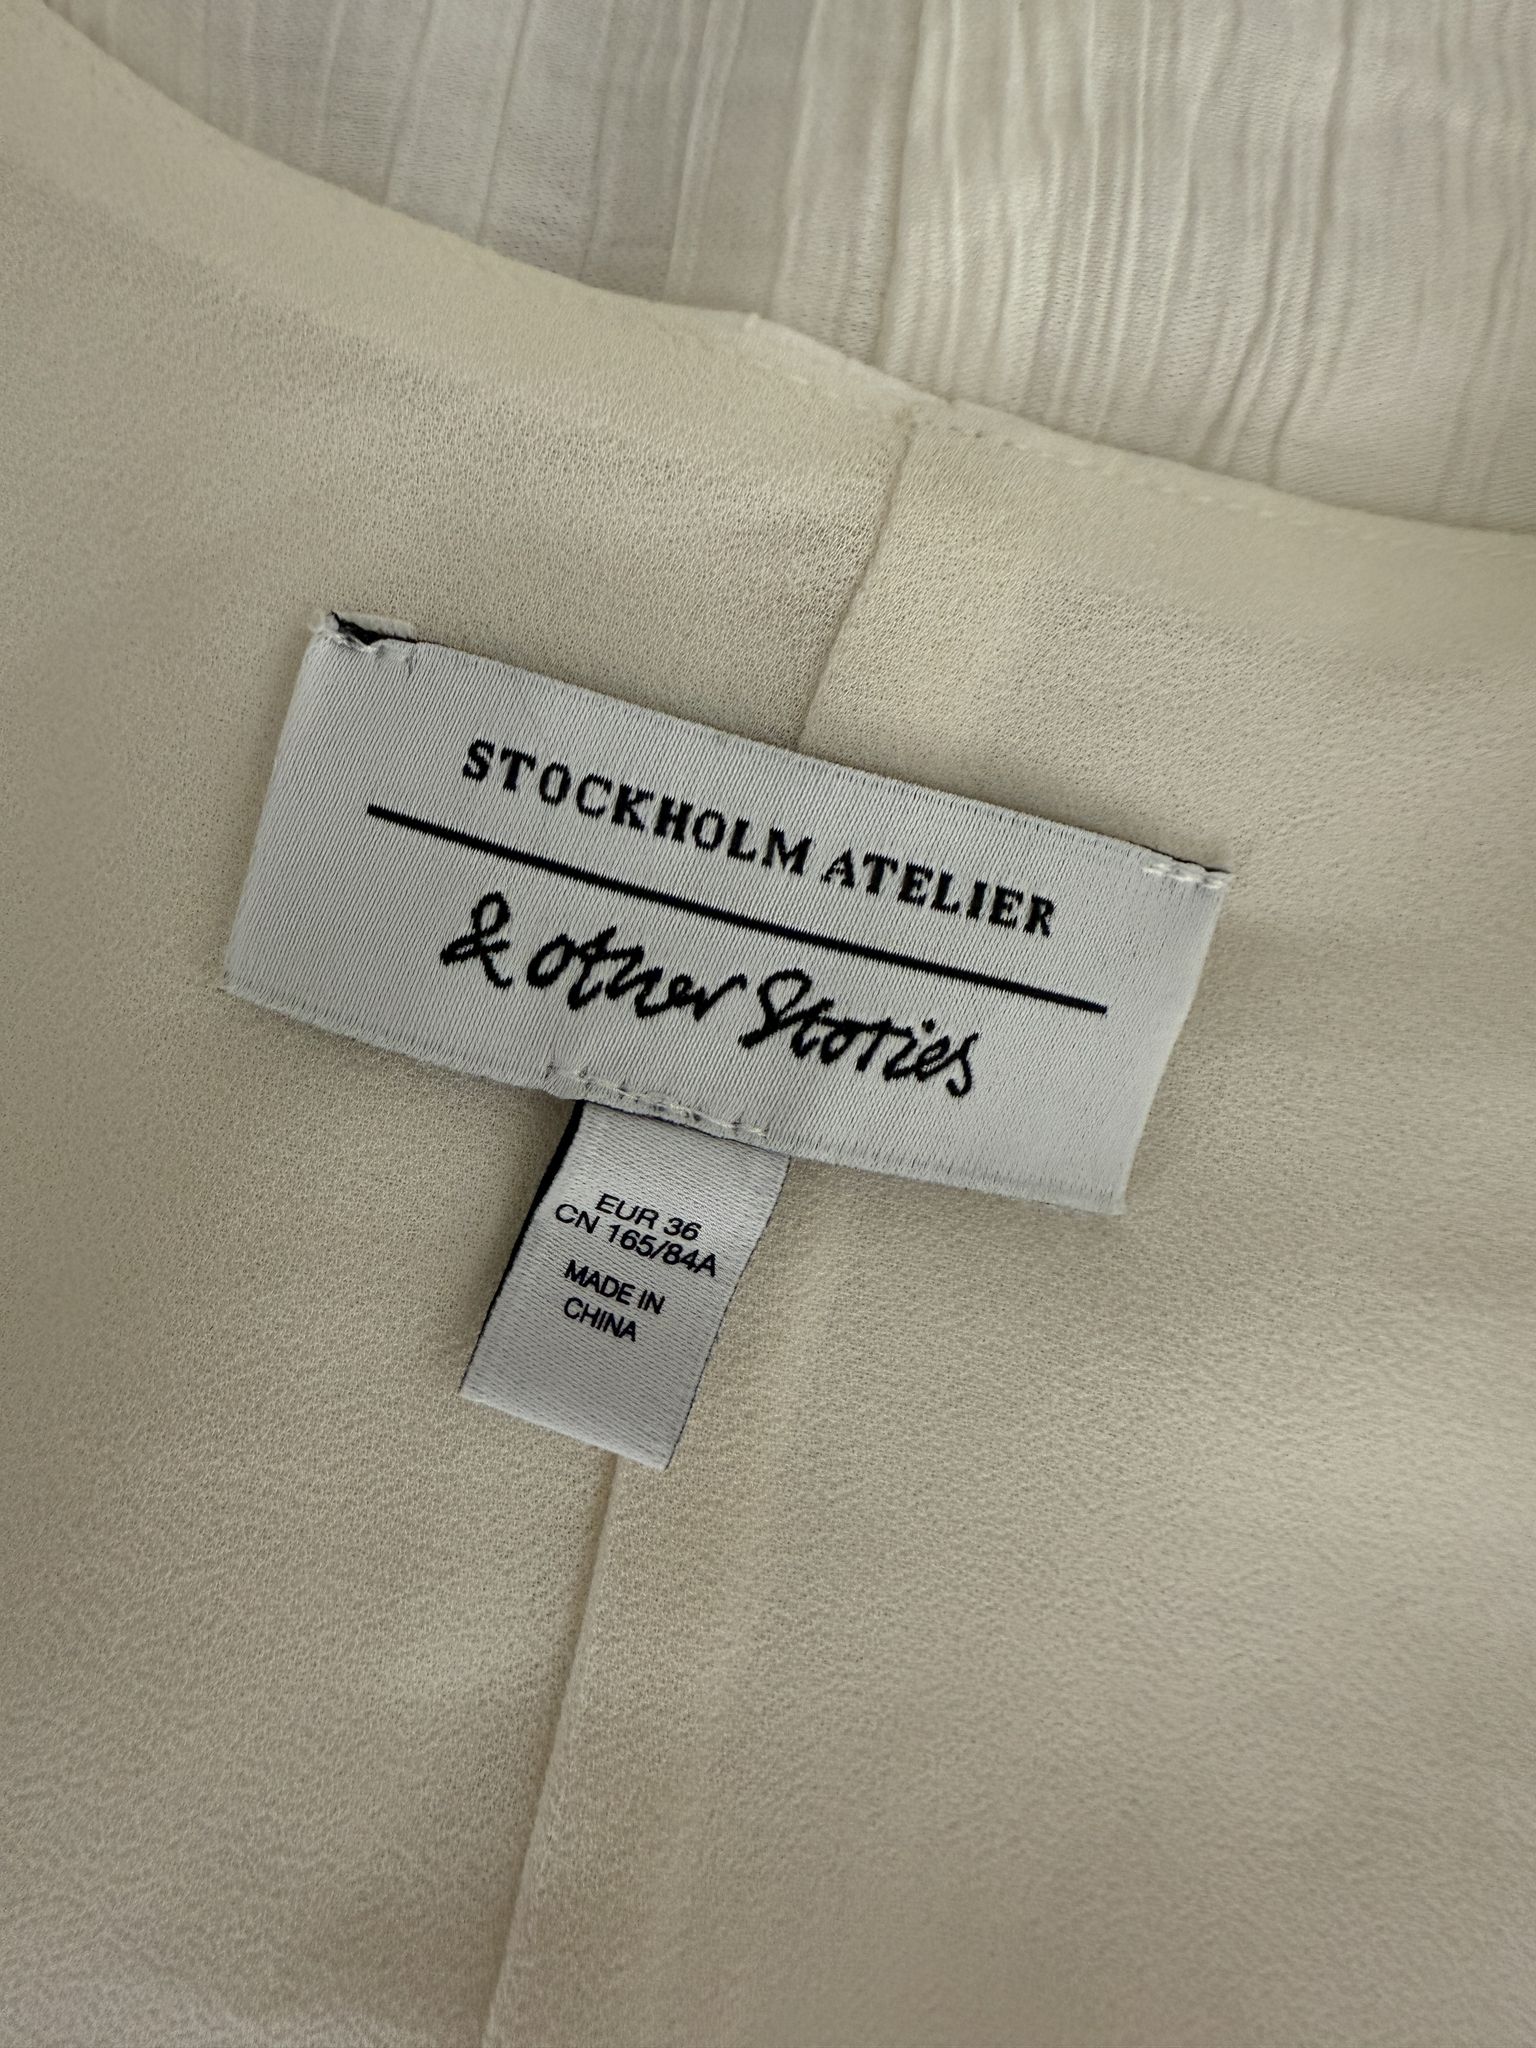 STOCKHOLM ATELIER
& other Stories
EUR 36
CN 165/84A
MADE IN
CHINA